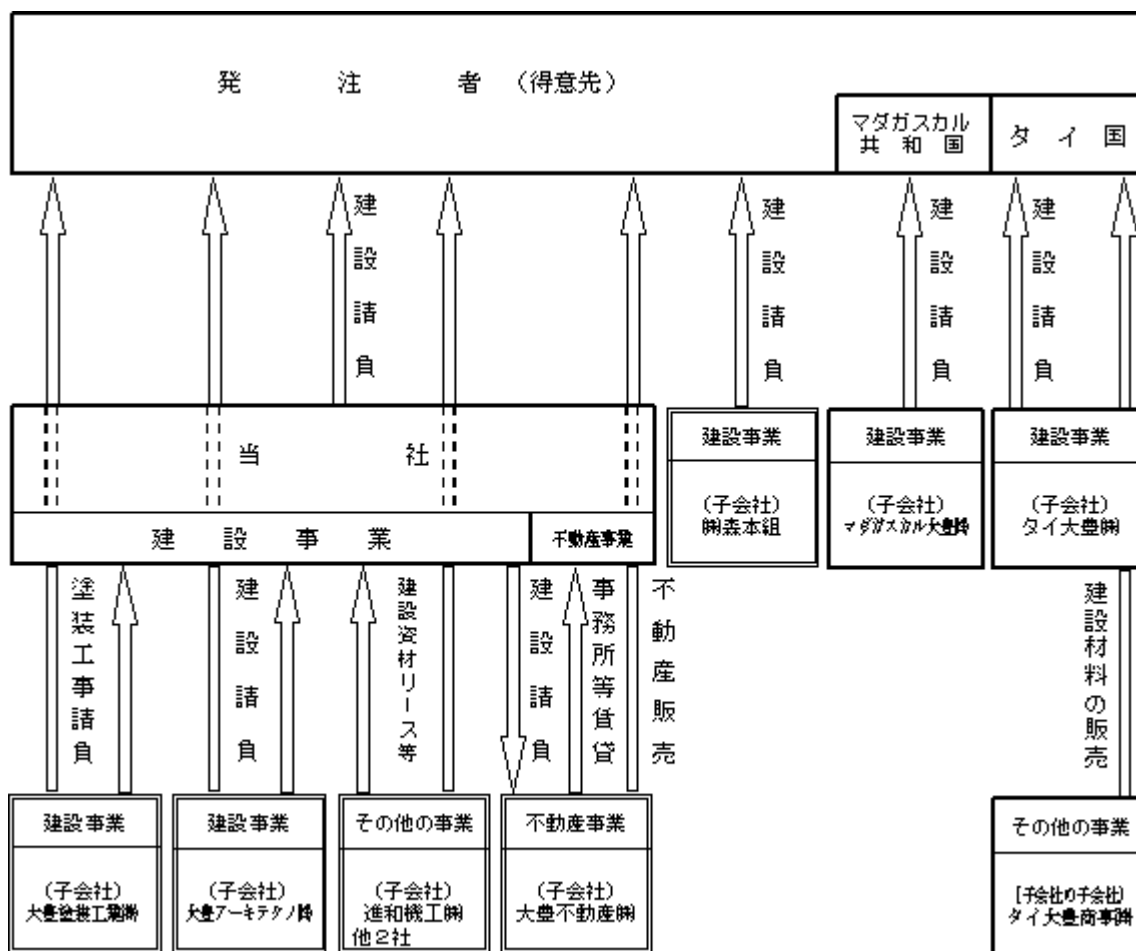 発 注 者 （得意先）
マダガスカル
共 和 国
タ イ 国
建設請負
建設請負
建設請負
建設請負
当 社
建 設 事 業
不動産事業
建設事業
(子会社)
㈱森本組
建設事業
(子会社)
マダガスカル大豊㈱
建設事業
(子会社)
タイ大豊㈱
塗装工事請負
建設請負
建設資材リース等
建設請負
事務所等賃貸
不動産販売
建設材料の販売
建設事業
(子会社)
大豊塗装工業㈱
建設事業
(子会社)
大豊アーキテクノ㈱
その他の事業
(子会社)
進和機工㈱
他２社
不動産事業
(子会社)
大豊不動産㈱
その他の事業
[子会社の子会社]
タイ大豊商事㈱